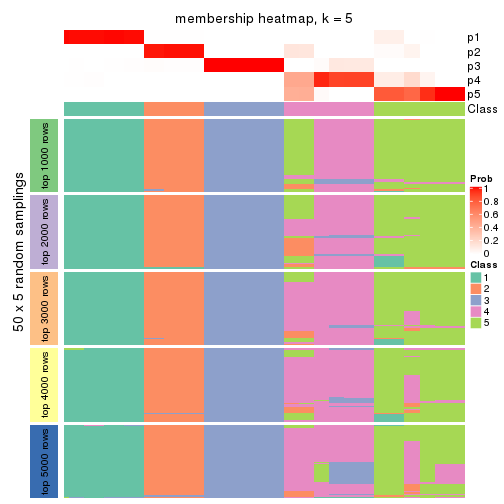 membership heatmap, k = 5
p1
p2
p3
p4
p5
Class
50 x 5 random samplings
top 1000 rows
top 2000 rows
top 3000 rows
top 4000 rows
top 5000 rows
Prob
1
0.8
0.6
0.4
0.2
0
Class
1
2
3
4
5